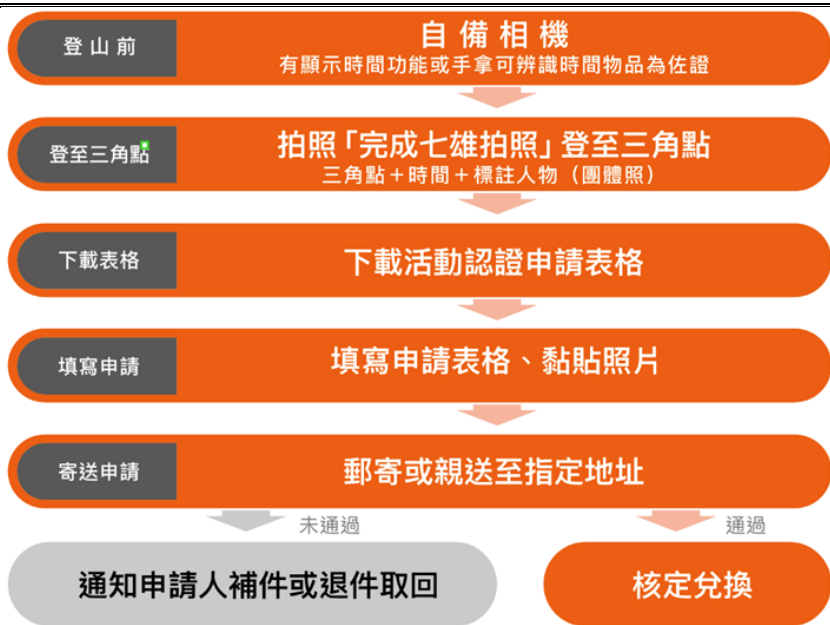 登山前
自備相機
有顯示時間功能或手拿可辨識時間物品為佐證
登至三角點
拍照「完成七雄拍照」登至三角點
三角點+時間+標註人物（團體照）
下載表格
下載活動認證申請表格
填寫申請
填寫申請表格、黏貼照片
寄送申請
郵寄或親送至指定地址
未通過
通過
通知申請人補件或退件取回
核定兌換